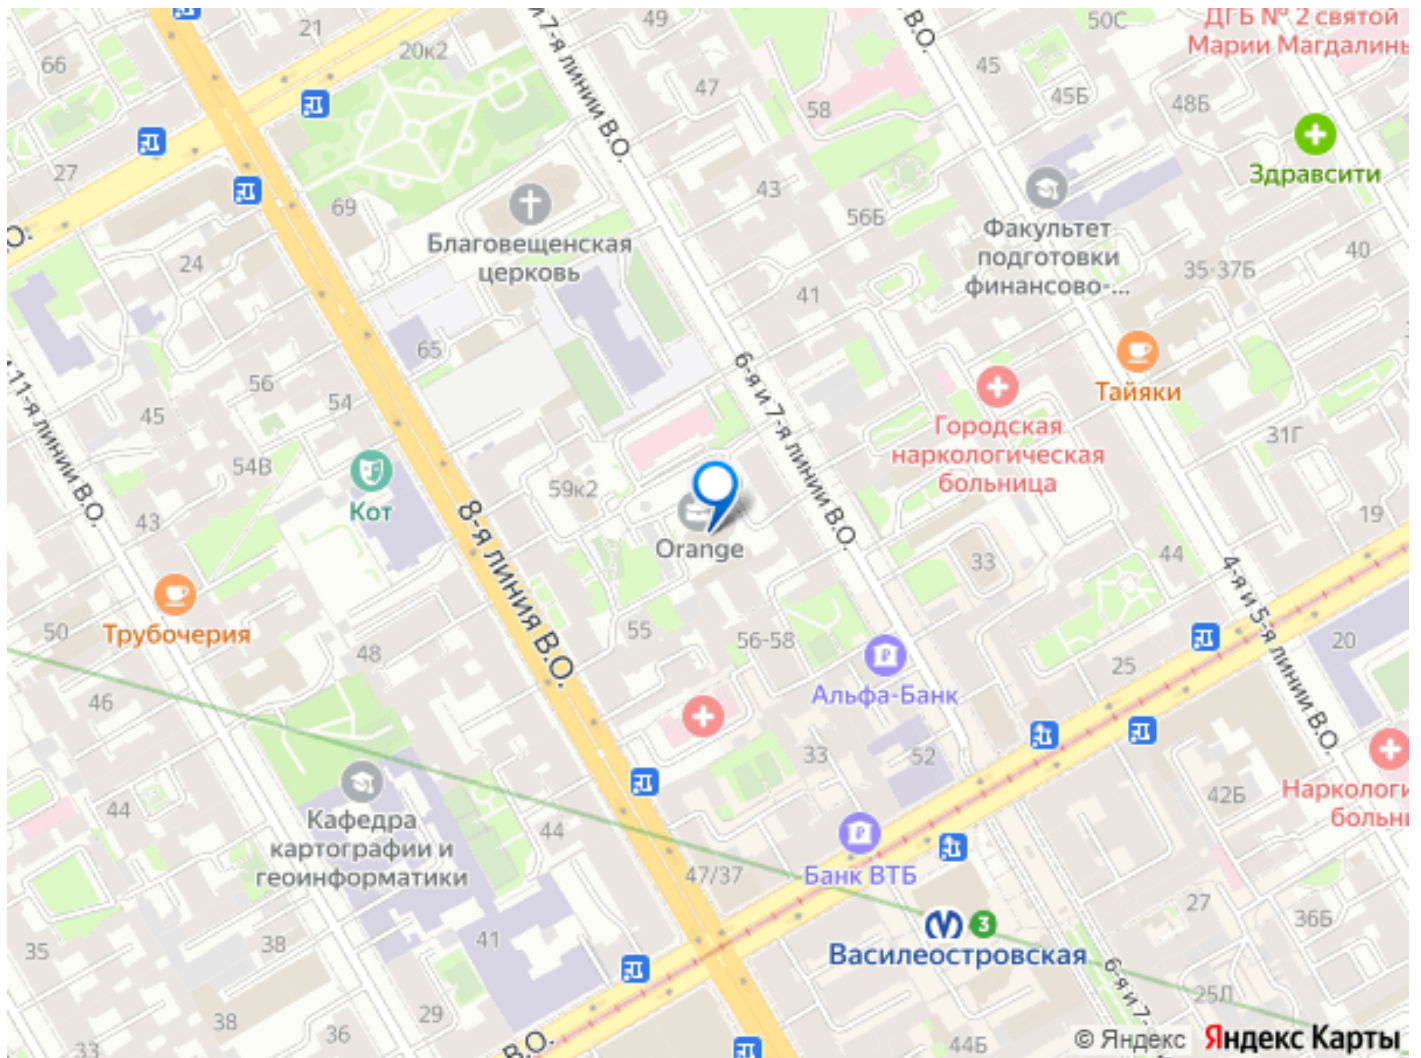 21
66
20к2
49
50С
ДГБ № 2 святой
Марии Магдалины
и 7-я линии В.О.
В.О.
45
47
58
45Б
48Б
Здравсити
27
43
69
Благовещенская
церковь
56Б
Факультет
подготовки
финансово-...
40
35-37Б
О.
24
41
65
6-я и 7-я линии В.О.
Тайяки
56
54
45
11-я линии В.О.
Городская
наркологическая
больница
31Г
54В
59к2
Кот
43
8-я линия В.О.
Orange
19
44
33
4-я и 5-я линии В.О.
Трубочерия
50
55
56-58
20
48
25
46
Альфа-Банк
33
52
42Б
Наркологи
больни
44
Кафедра
картографии и
геоинформатики
44
47/37
Банк ВТБ
27
36Б
3
Василеостровская
35
38
41
6-я и 7-
25Л
38
36
29
33
В.О.
44Б
© Яндекс Яндекс Карты